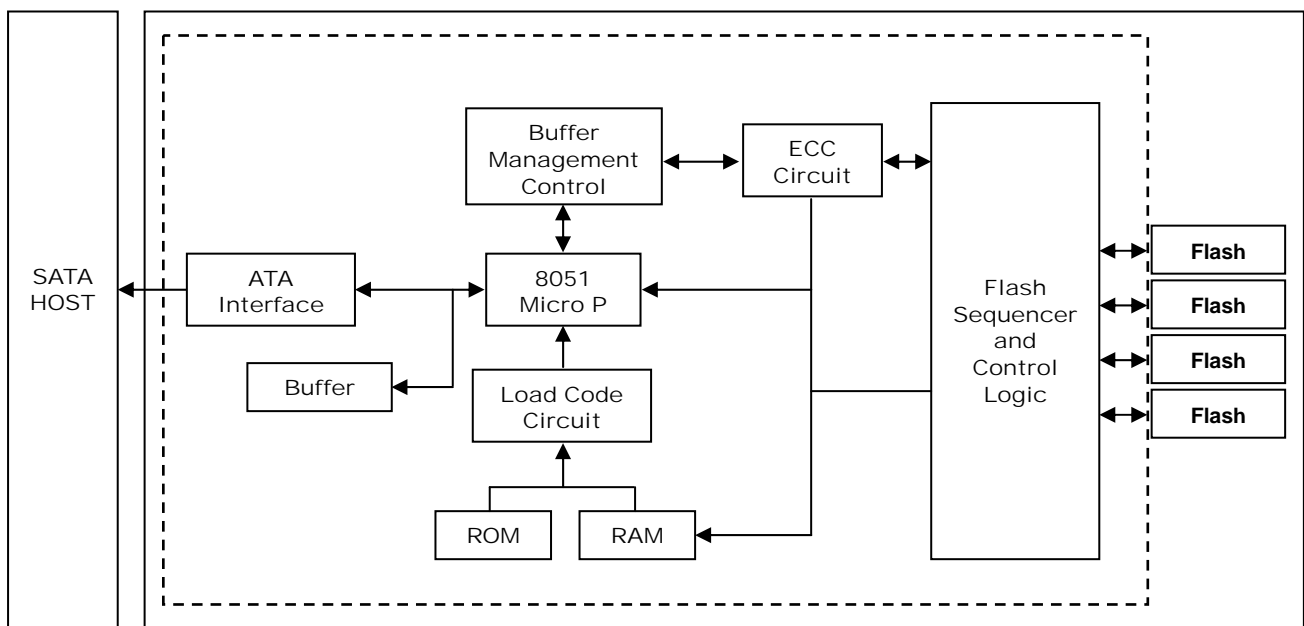 SATA
HOST
ATA
Interface
Buffer
Buffer
Management
Control
8051
Micro P
Load Code
Circuit
ROM
RAM
ECC
Circuit
Flash
Sequencer
and
Control
Logic
Flash
Flash
Flash
Flash